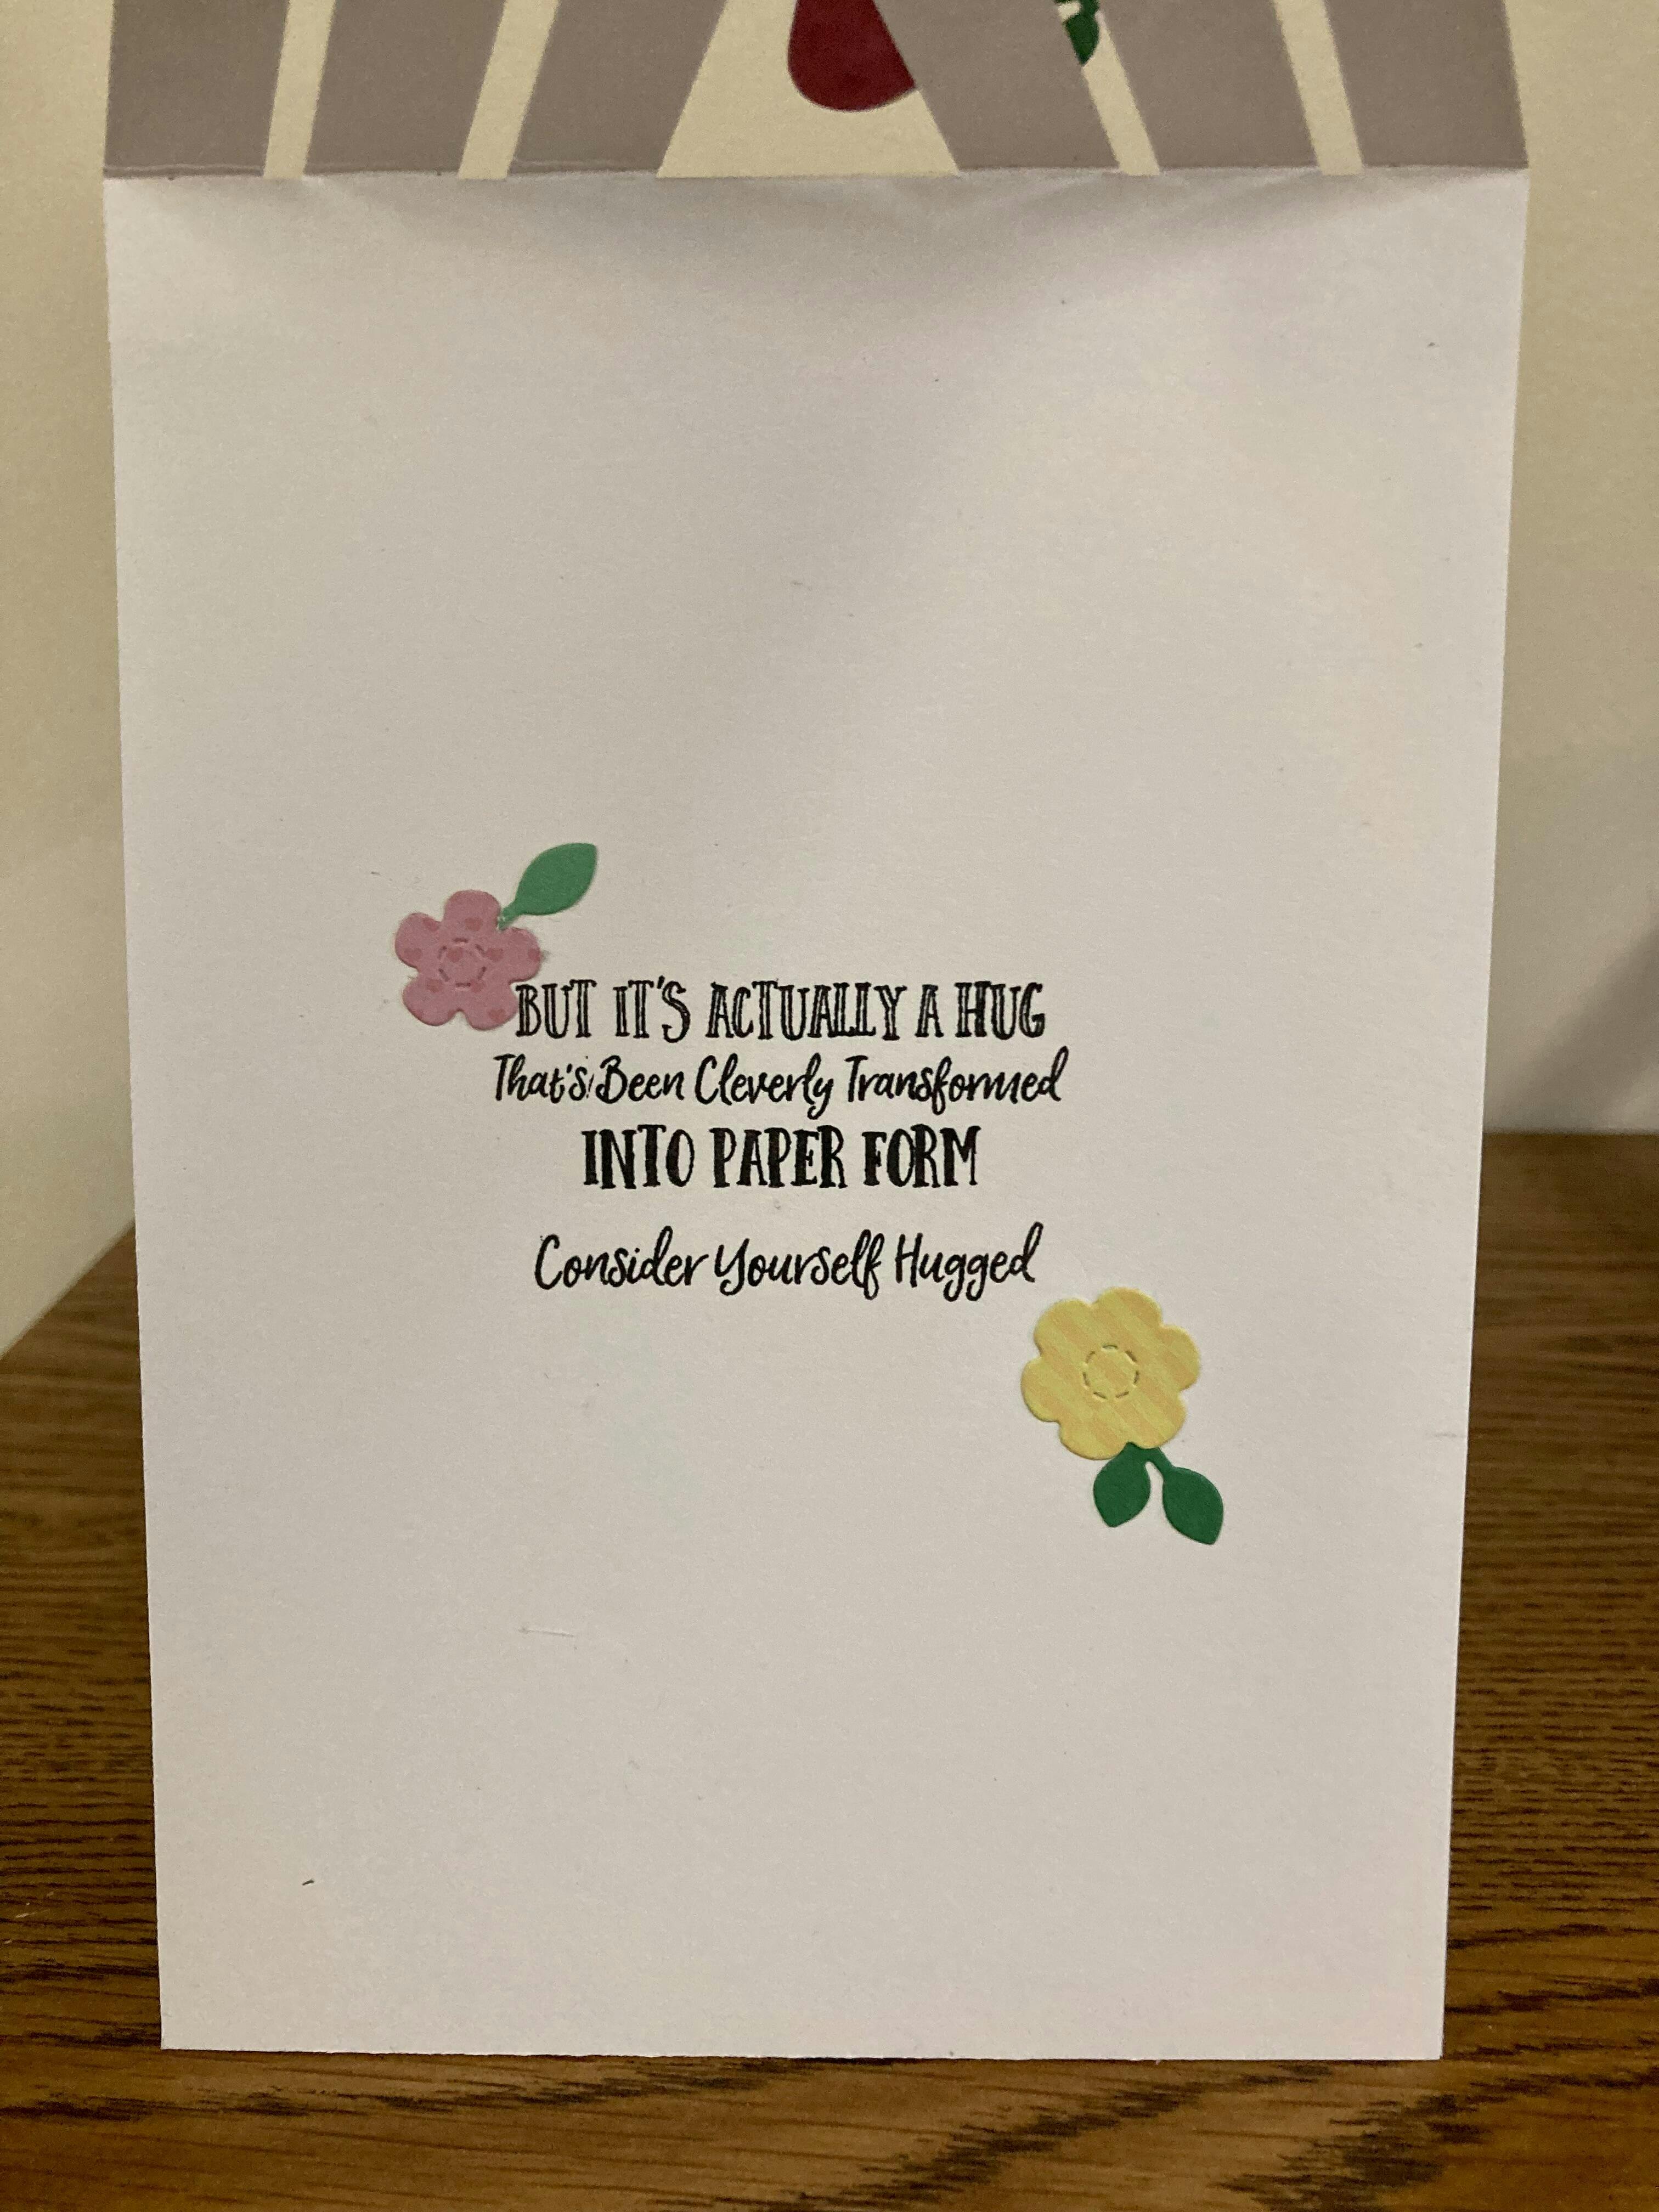 BUT IT'S ACTUALLY A HUG
That's Been Cleverly Transformed
INTO PAPER FORM
Consider Yourself Hugged